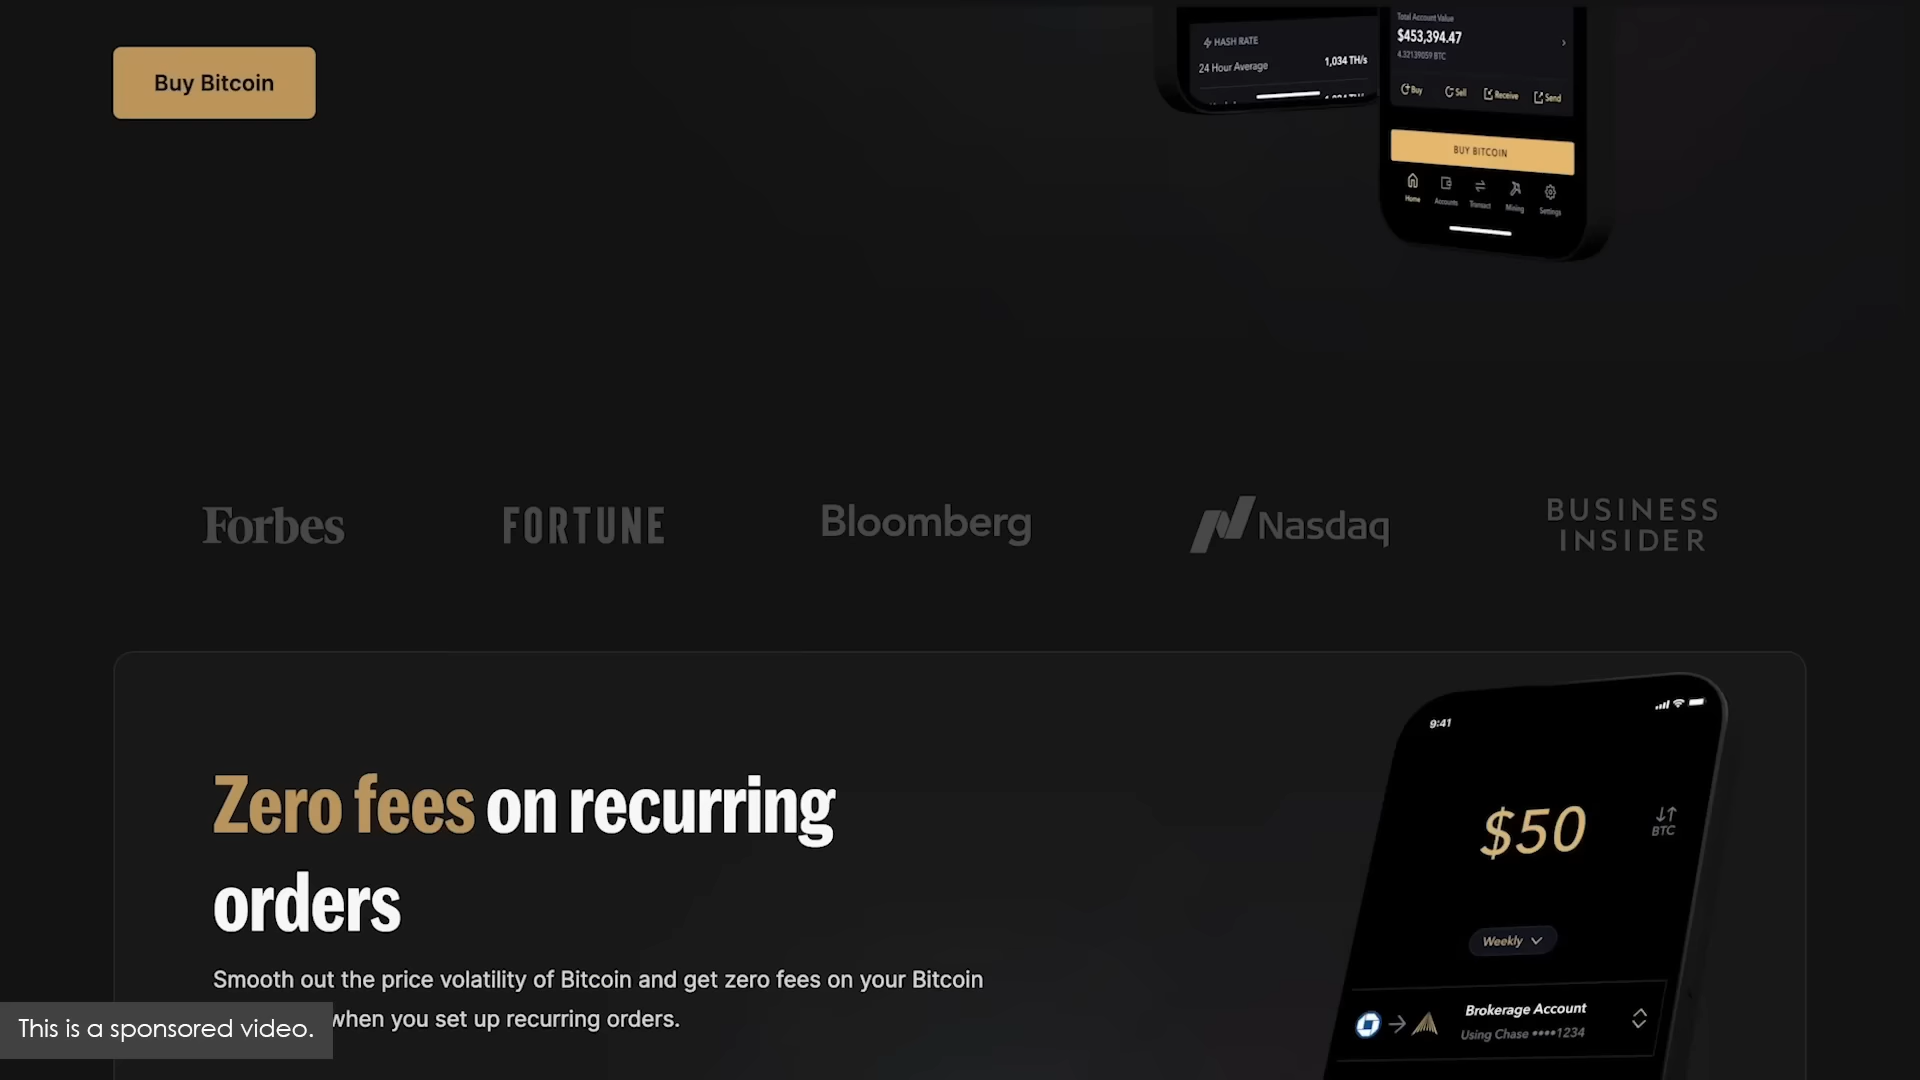 Buy Bitcoin
HASH RATE
24 Hour Average 1,034 TH/s
Total Account Value
$453,394.47
4.32139059 BTC
Buy Sell Receive Send
BUY BITCOIN
Home Accounts Transact Mining Settings
Forbes
FORTUNE
Bloomberg
Nasdaq
BUSINESS
INSIDER
Zero fees on recurring
orders
Smooth out the price volatility of Bitcoin and get zero fees on your Bitcoin
when you set up recurring orders.
9:41
$50
BTC
Weekly
Brokerage Account
Using Chase ••••1234
This is a sponsored video.